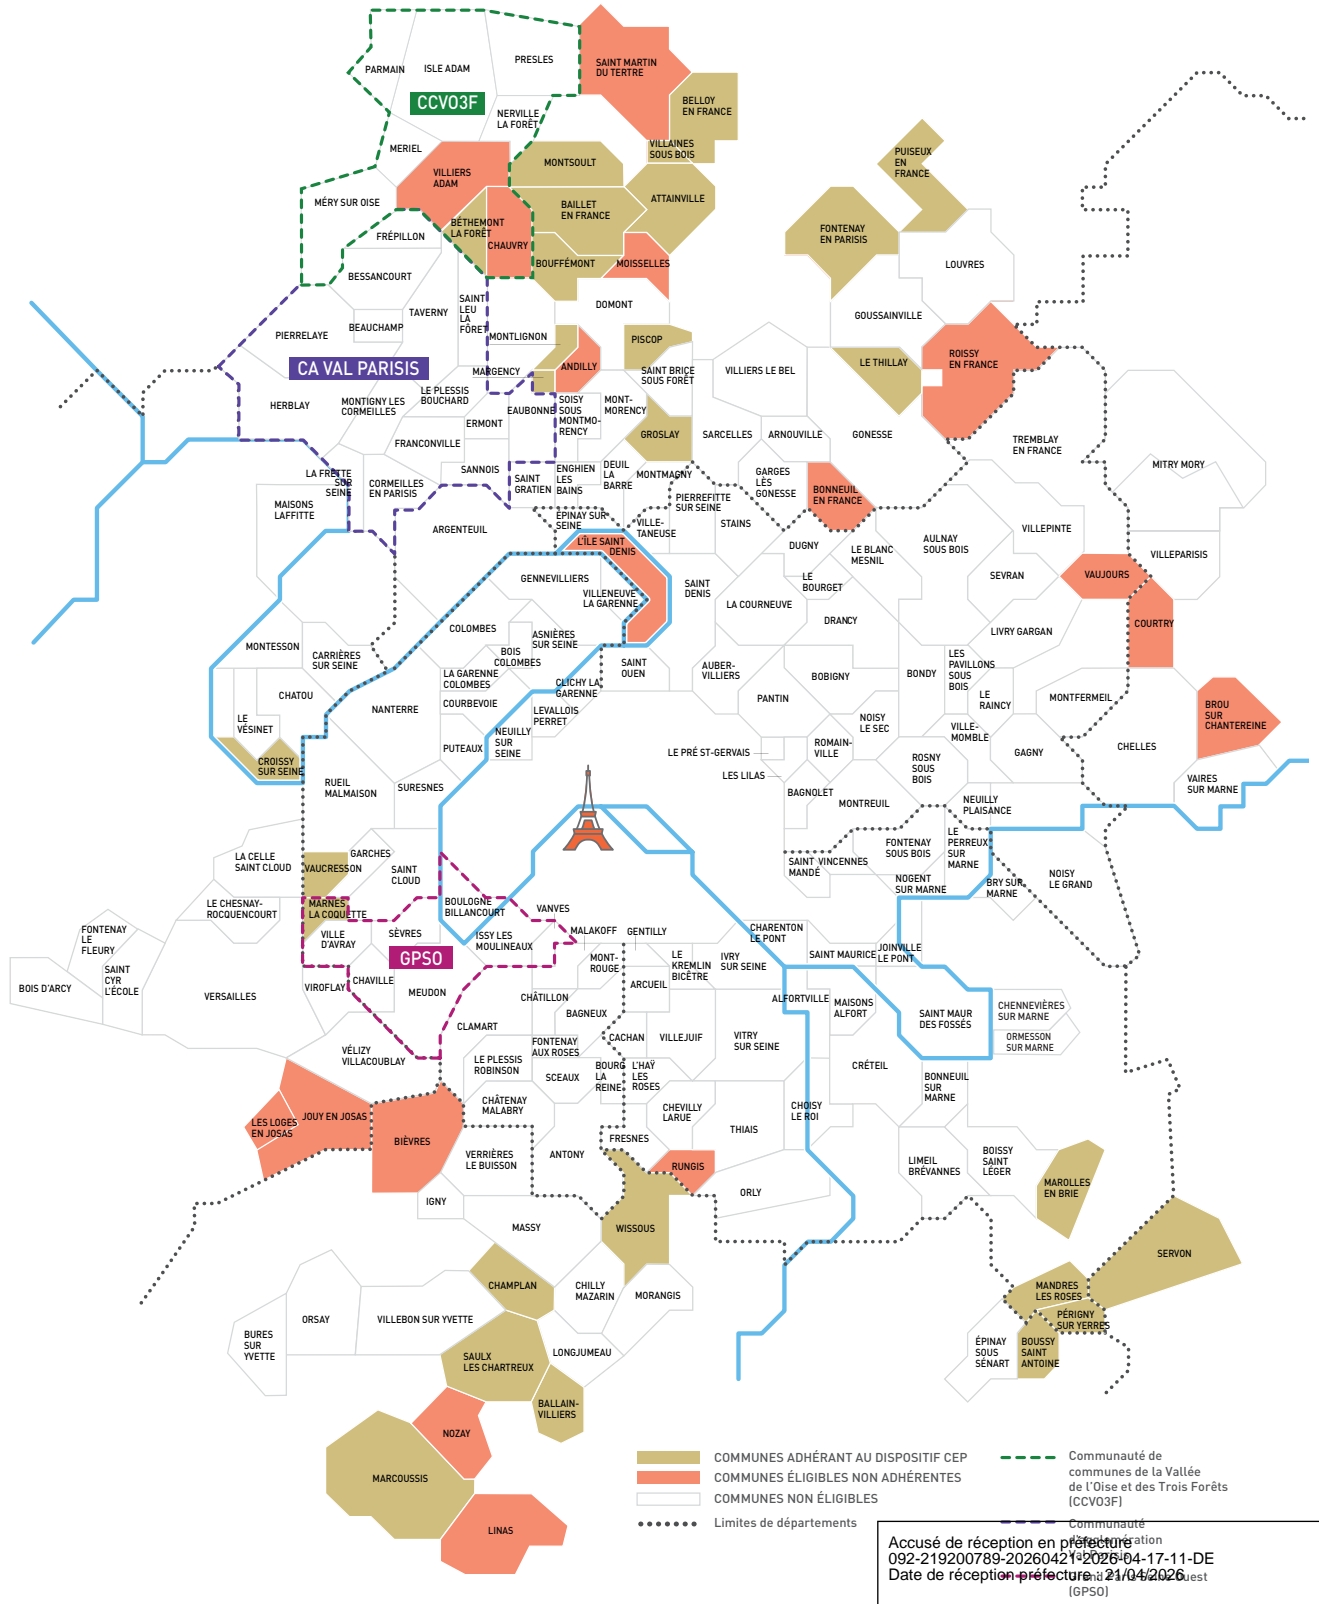 PARMAIN
ISLE ADAM
PRESLES
SAINT MARTIN
DU TERTRE
CCVO3F
NERVILLE
LA FORÊT
BELLOY
EN FRANCE
MERIEL
VILLIERS
ADAM
MONTSOULT
VILLAINES
SOUS BOIS
PUISEUX
EN
FRANCE
MÉRY SUR OISE
FRÉPILLON
BÉTHEMONT
LA FORÊT
CHAUVRY
BAILLET
EN FRANCE
ATTAINVILLE
FONTENAY
EN PARISIS
BESSANCOURT
BOUFFÉMONT
MOISSELLES
LOUVRES
PIERRELAYE
BEAUCHAMP
TAVERNY
SAINT
LEU
LA
FÔRET
DOMONT
GOUSSAINVILLE
MONTLIGNON
PISCOP
CA VAL PARISIS
MARGENCY
ANDILLY
SAINT BRICE
SOUS FORÊT
VILLIERS LE BEL
LE THILLAY
ROISSY
EN FRANCE
HERBLAY
MONTIGNY LES
CORMEILLES
LE PLESSIS
BOUCHARD
EAUBONNE
SOISY
SOUS
MONTMO-
RENCY
MONT-
MORENCY
ERMONT
FRANCONVILLE
GROSLAY
SARCELLES
ARNOUVILLE
GONESSE
TREMBLAY
EN FRANCE
MITRY MORY
LA FRETTE
SUR
SEINE
CORMEILLES
EN PARISIS
SANNOIS
SAINT
GRATIEN
ENGHIEN
LES
BAINS
DEUIL
LA
BARRE
MONTMAGNY
GARGES
LÈS
GONESSE
BONNEUIL
EN FRANCE
MAISONS
LAFFITTE
ARGENTEUIL
ÉPINAY SUR
SEINE
VILLE-
TANEUSE
PIERREFITTE
SUR SEINE
STAINS
DUGNY
LE BLANC
MESNIL
AULNAY
SOUS BOIS
VILLEPINTE
VILLEPARISIS
L'ÎLE SAINT
DENIS
GENNEVILLIERS
VILLENEUVE
LA GARENNE
SAINT
DENIS
LE
BOURGET
SEVRAN
VAUJOURS
LA COURNEUVE
DRANCY
COURTRY
LIVRY GARGAN
COLOMBES
BOIS
COLOMBES
ASNIÈRES
SUR SEINE
MONTESSON
CARRIÈRES
SUR SEINE
LA GARENNE
COLOMBES
CLICHY LA
GARENNE
SAINT
OUEN
AUBER-
VILLIERS
BOBIGNY
BONDY
LES
PAVILLONS
SOUS
BOIS
LE
RAINCY
MONTFERMEIL
CHATOU
NANTERRE
COURBEVOIE
LEVALLOIS
PERRET
PANTIN
BROU
SUR
CHANTEREINE
LE
VÉSINET
PUTEAUX
NEUILLY
SUR
SEINE
NOISY
LE SEC
ROMAIN-
VILLE
VILLE-
MOMBLE
GAGNY
CHELLES
CROISSY
SUR SEINE
LE PRÉ ST-GERVAIS
LES LILAS
ROSNY
SOUS
BOIS
RUEIL
MALMAISON
SURESNES
BAGNOLET
MONTREUIL
NEUILLY
PLAISANCE
VAIRES
SUR MARNE
LA CELLE
SAINT CLOUD
VAUCRESSON
GARCHES
SAINT
CLOUD
SAINT
MANDÉ
VINCENNES
FONTENAY
SOUS BOIS
LE
PERREUX
SUR
MARNE
NOGENT
SUR MARNE
BRY SUR
MARNE
NOISY
LE GRAND
LE CHESNAY-
ROCQUENCOURT
MARNES
LA COQUETTE
BOULOGNE
BILLANCOURT
VANVES
VILLE
D'AVRAY
SÈVRES
ISSY LES
MOULINEAUX
MALAKOFF
GENTILLY
CHARENTON
LE PONT
SAINT MAURICE
JOINVILLE
LE PONT
FONTENAY
LE
FLEURY
GPSO
MONT-
ROUGE
LE
KREMLIN
BICÊTRE
IVRY
SUR SEINE
BOIS D'ARCY
SAINT
CYR
L'ÉCOLE
VERSAILLES
VIROFLAY
CHAVILLE
MEUDON
CHÂTILLON
ARCUEIL
ALFORTVILLE
MAISONS
ALFORT
SAINT MAUR
DES FOSSÉS
CHENNEVIÈRES
SUR MARNE
BAGNEUX
CLAMART
ORMESSON
SUR MARNE
VÉLIZY
VILLACOUBLAY
LE PLESSIS
ROBINSON
FONTENAY
AUX ROSES
CACHAN
VILLEJUIF
VITRY
SUR SEINE
SCEAUX
BOURG
LA
REINE
L'HAŸ
LES
ROSES
CRÉTEIL
BONNEUIL
SUR
MARNE
CHÂTENAY
MALABRY
CHEVILLY
LARUE
CHOISY
LE ROI
LES LOGES
EN JOSAS
JOUY EN JOSAS
BIÈVRES
THIAIS
VERRIÈRES
LE BUISSON
ANTONY
FRESNES
RUNGIS
LIMEIL
BRÉVANNES
BOISSY
SAINT
LÉGER
MAROLLES
EN BRIE
IGNY
ORLY
MASSY
WISSOUS
SERVON
CHAMPLAN
CHILLY
MAZARIN
MORANGIS
MANDRES
LES ROSES
PÉRIGNY
SUR YERRES
ORSAY
VILLEBON SUR YVETTE
BURES
SUR
YVETTE
SAULX
LES CHARTREUX
LONGJUMEAU
ÉPINAY
SOUS
SÉNART
BOUSSY
SAINT
ANTOINE
BALLAIN-
VILLIERS
NOZAY
MARCOUSSIS
LINAS
COMMUNES ADHÉRANT AU DISPOSITIF CEP
COMMUNES ÉLIGIBLES NON ADHÉRENTES
COMMUNES NON ÉLIGIBLES
Limites de départements
Communauté de
communes de la Vallée
de l'Oise et des Trois Forêts
(CCVO3F)
Communauté
d'agglomération
Val Parisis
Grand Paris Seine Ouest
(GPSO)
Accusé de réception en préfecture
092-219200789-20260421-2026-04-17-11-DE
Date de réception préfecture : 21/04/2026